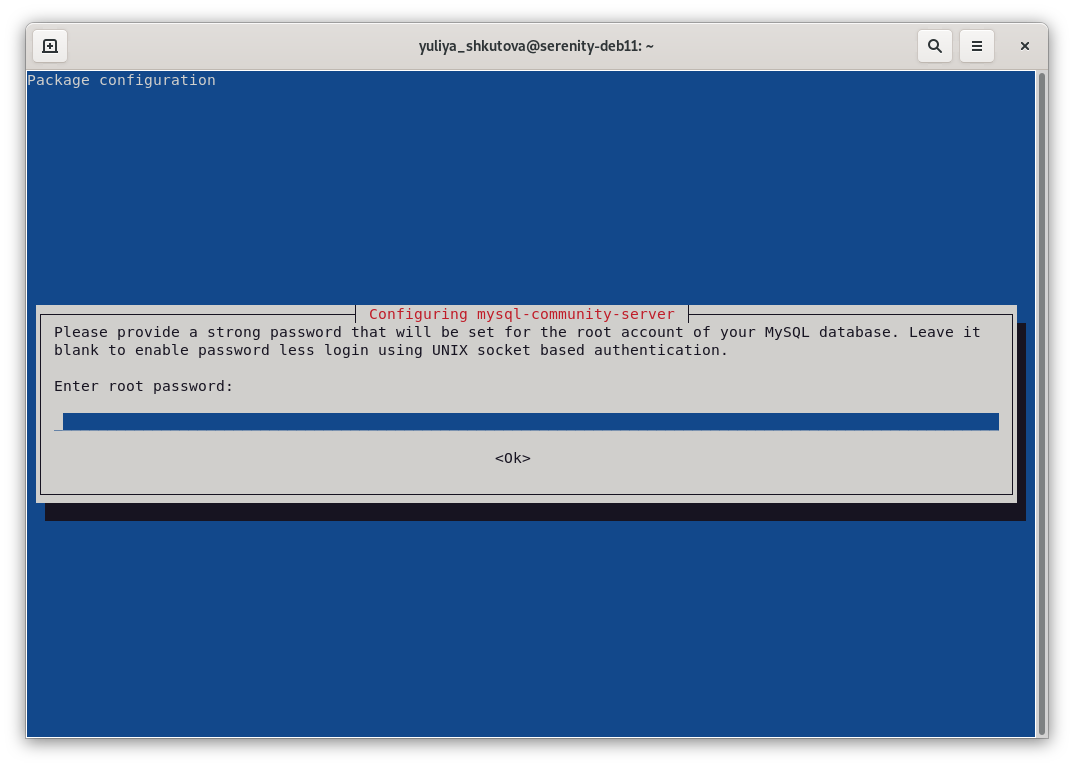 yuliya_shkutova@serenity-deb11: ~
Package configuration
Configuring mysql-community-server
Please provide a strong password that will be set for the root account of your MySQL database. Leave it
blank to enable password less login using UNIX socket based authentication.
Enter root password:
<Ok>